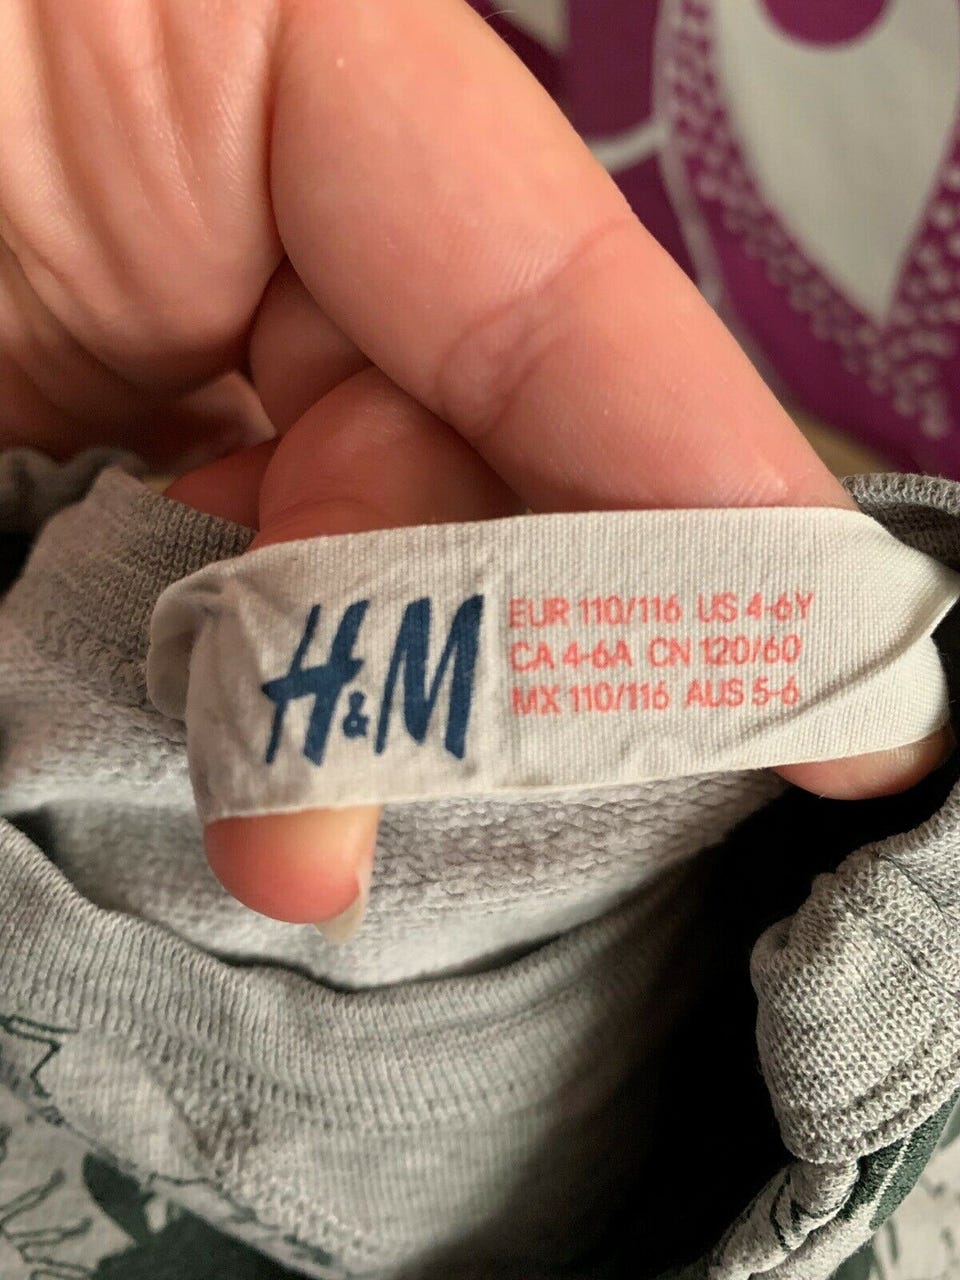 H&M
EUR 110/116 US 4-6Y
CA 4-6A CN 120/60
MX 110/116 AUS 5-6